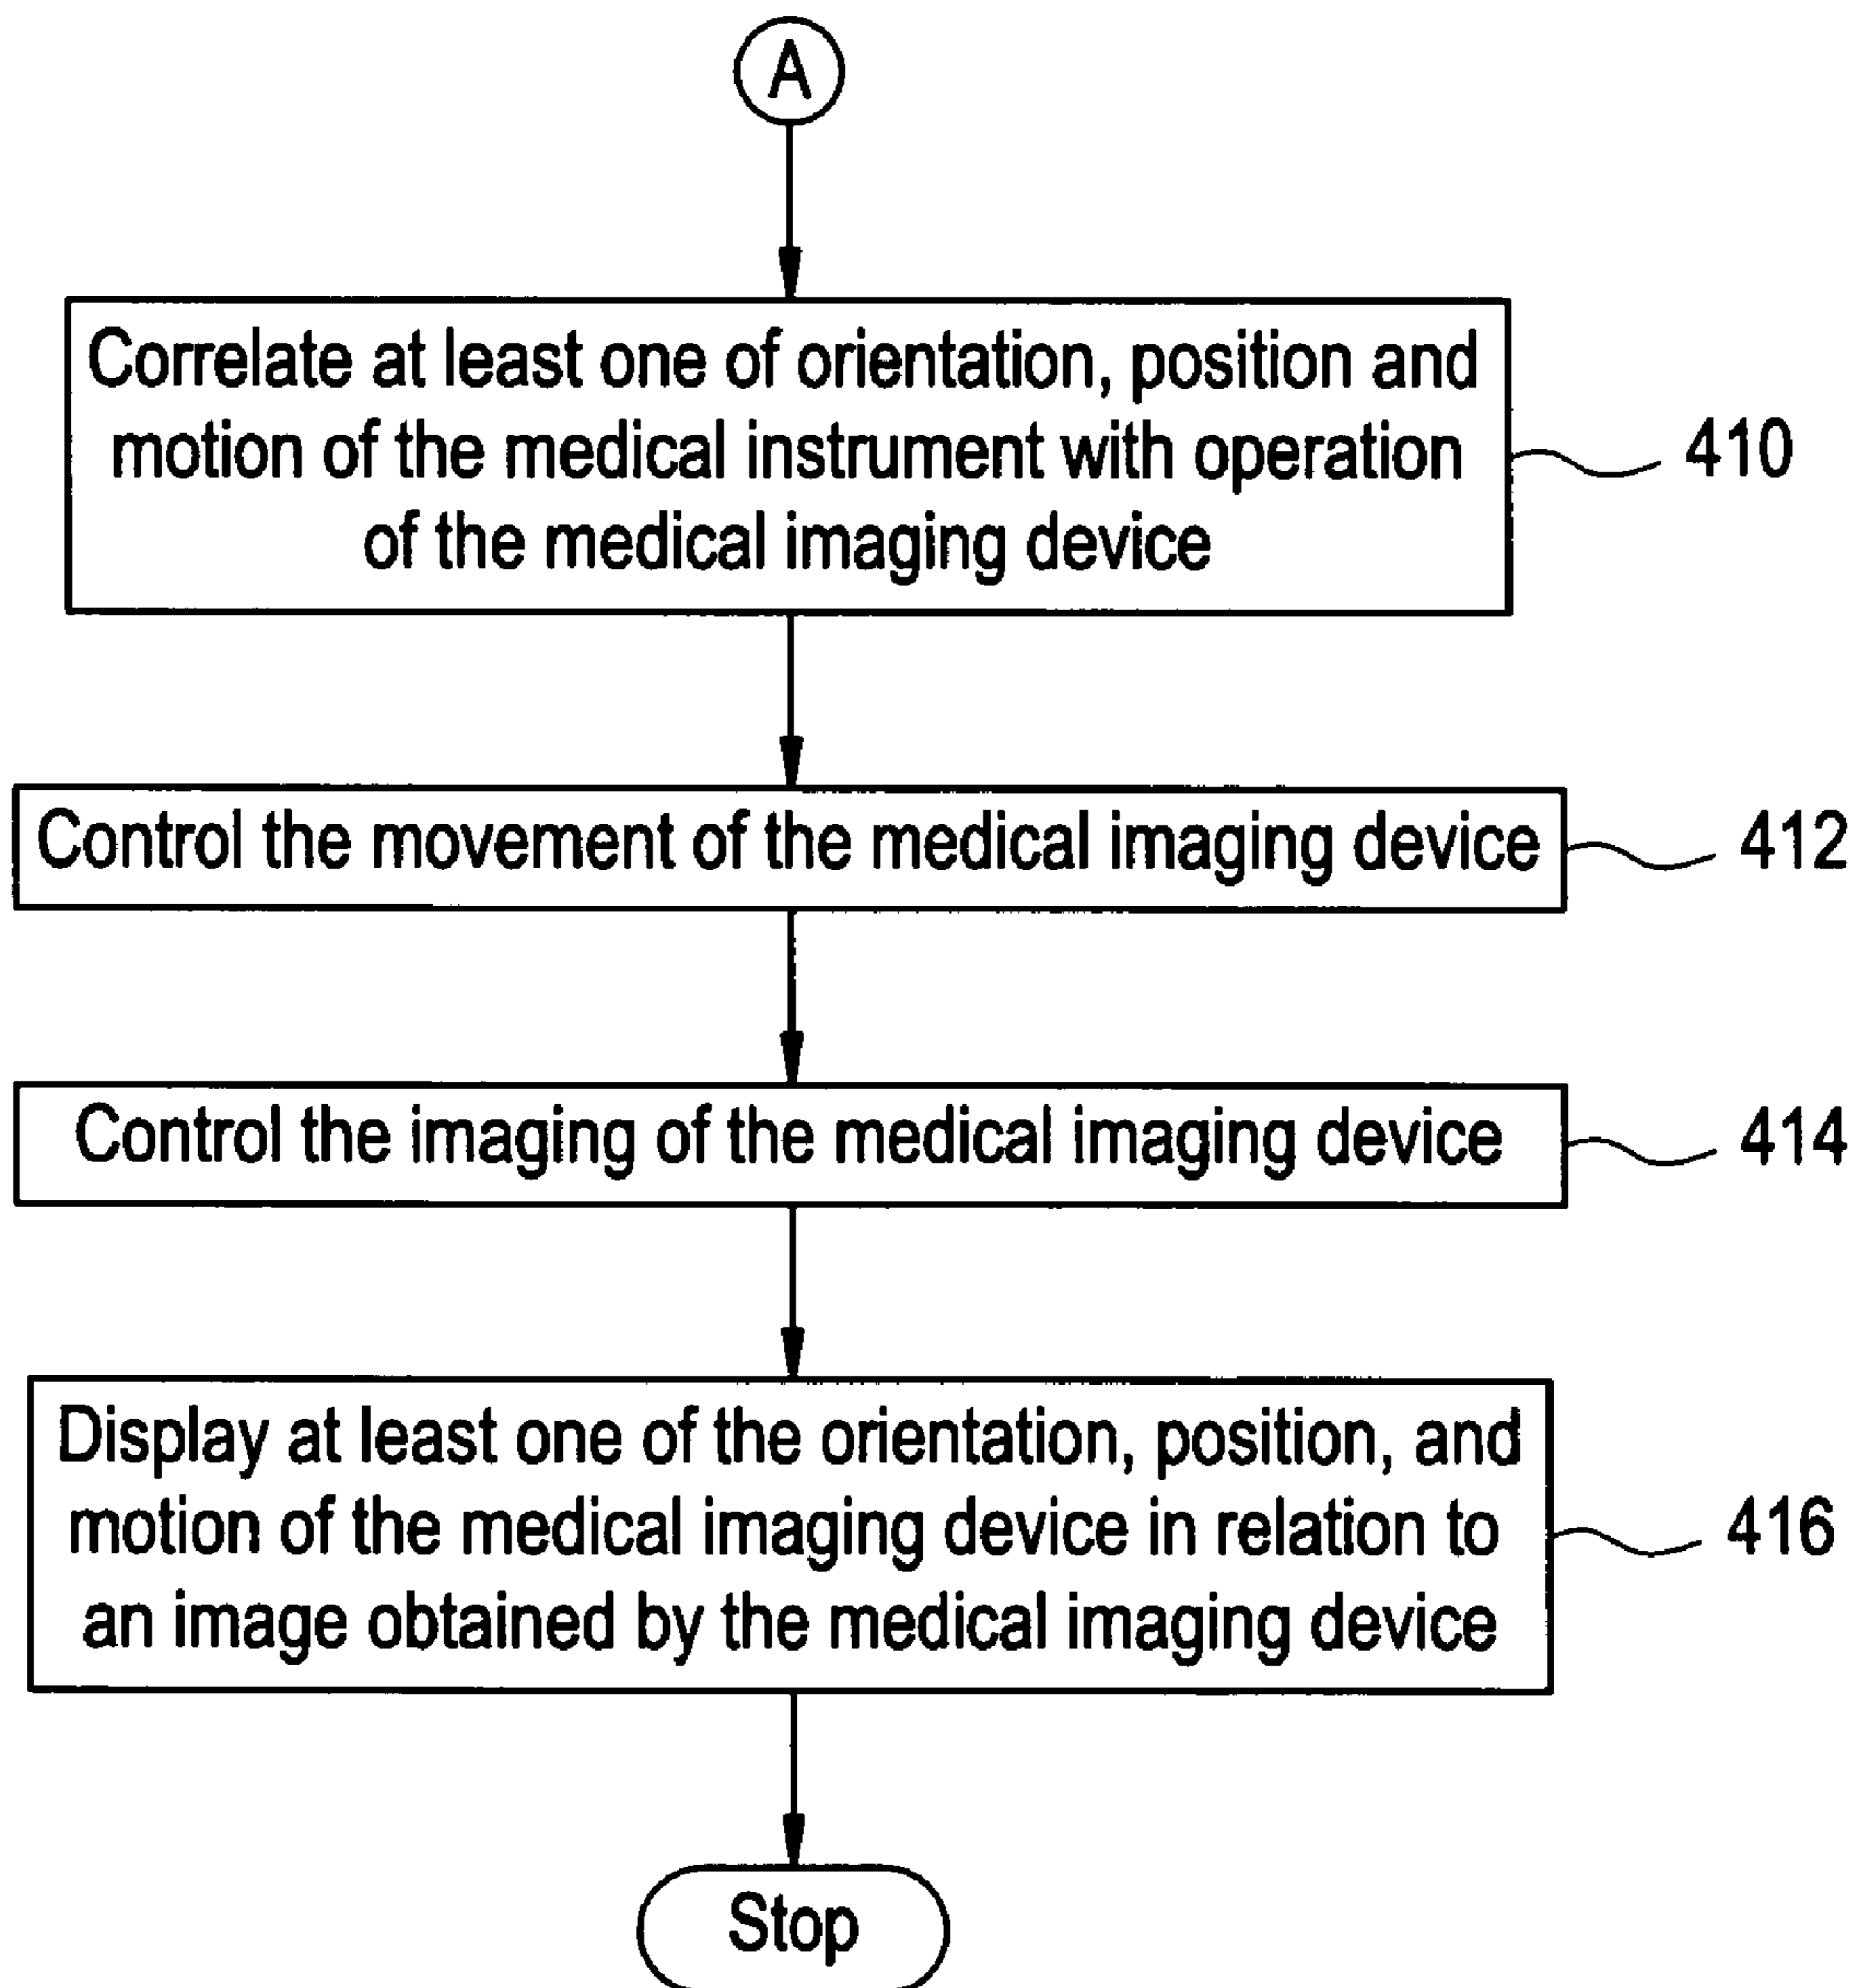 A
Correlate at least one of orientation, position and
motion of the medical instrument with operation
of the medical imaging device
410
Control the movement of the medical imaging device
412
Control the imaging of the medical imaging device
414
Display at least one of the orientation, position, and
motion of the medical imaging device in relation to
an image obtained by the medical imaging device
416
Stop